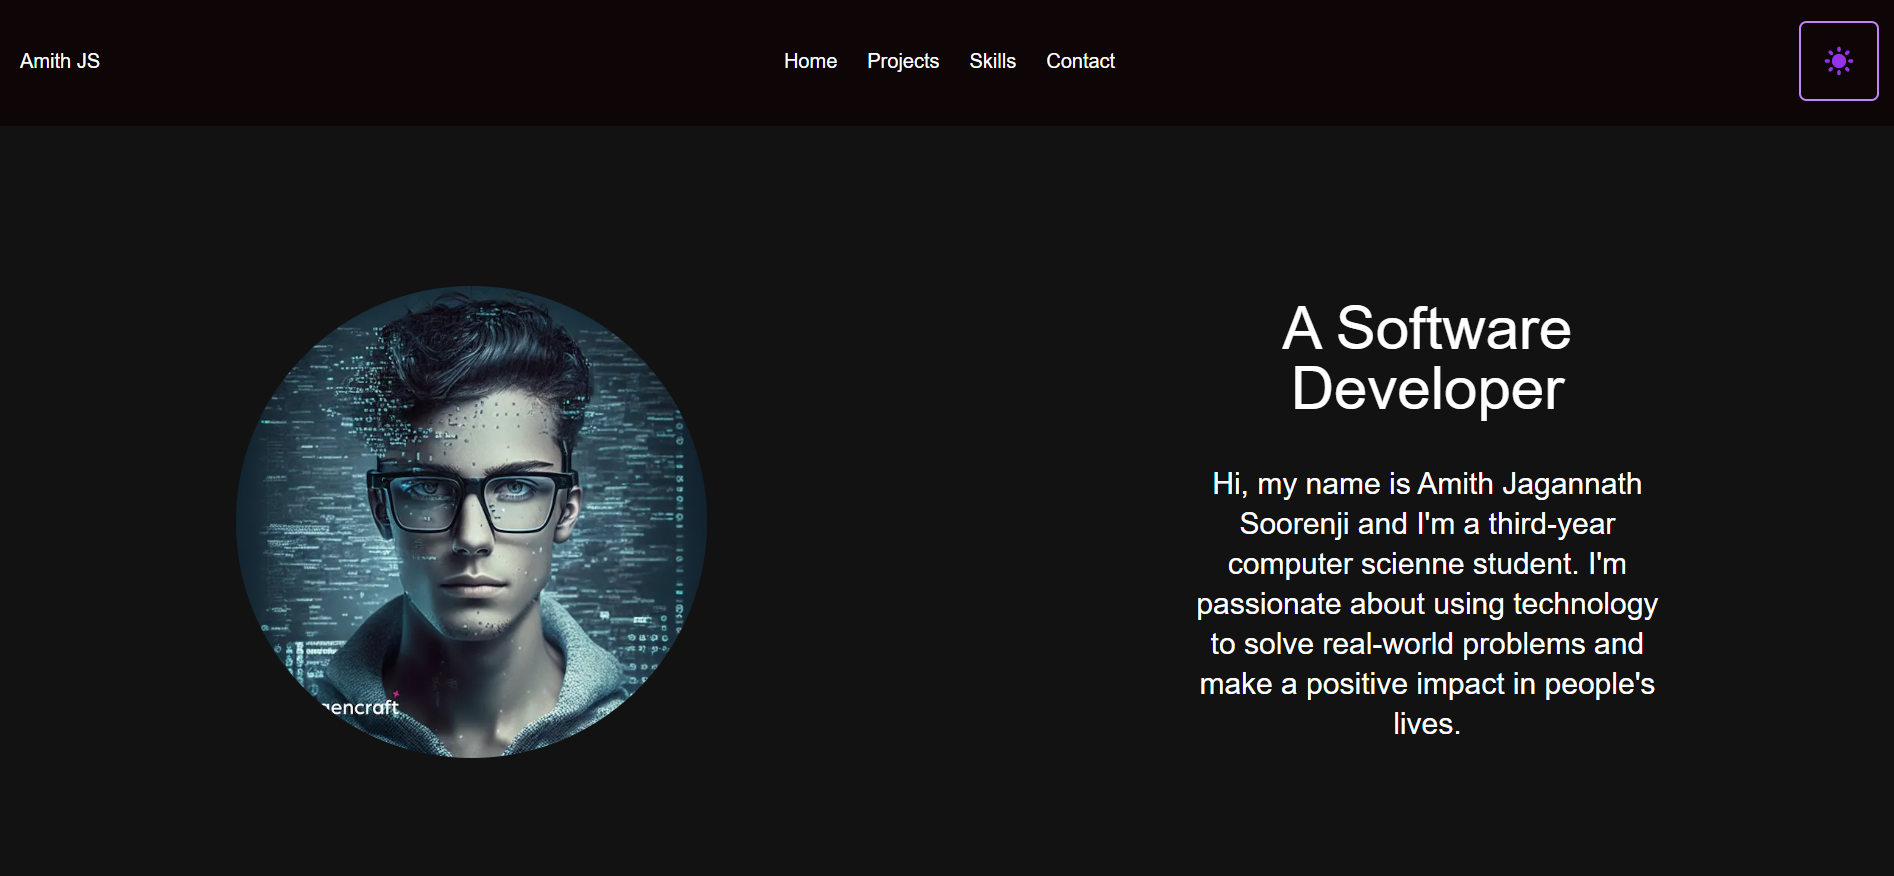 Amith JS
Home Projects Skills Contact
A Software
Developer
Hi, my name is Amith Jagannath
Soorenji and I'm a third-year
computer scienne student. I'm
passionate about using technology
to solve real-world problems and
make a positive impact in people's
lives.
gencraft